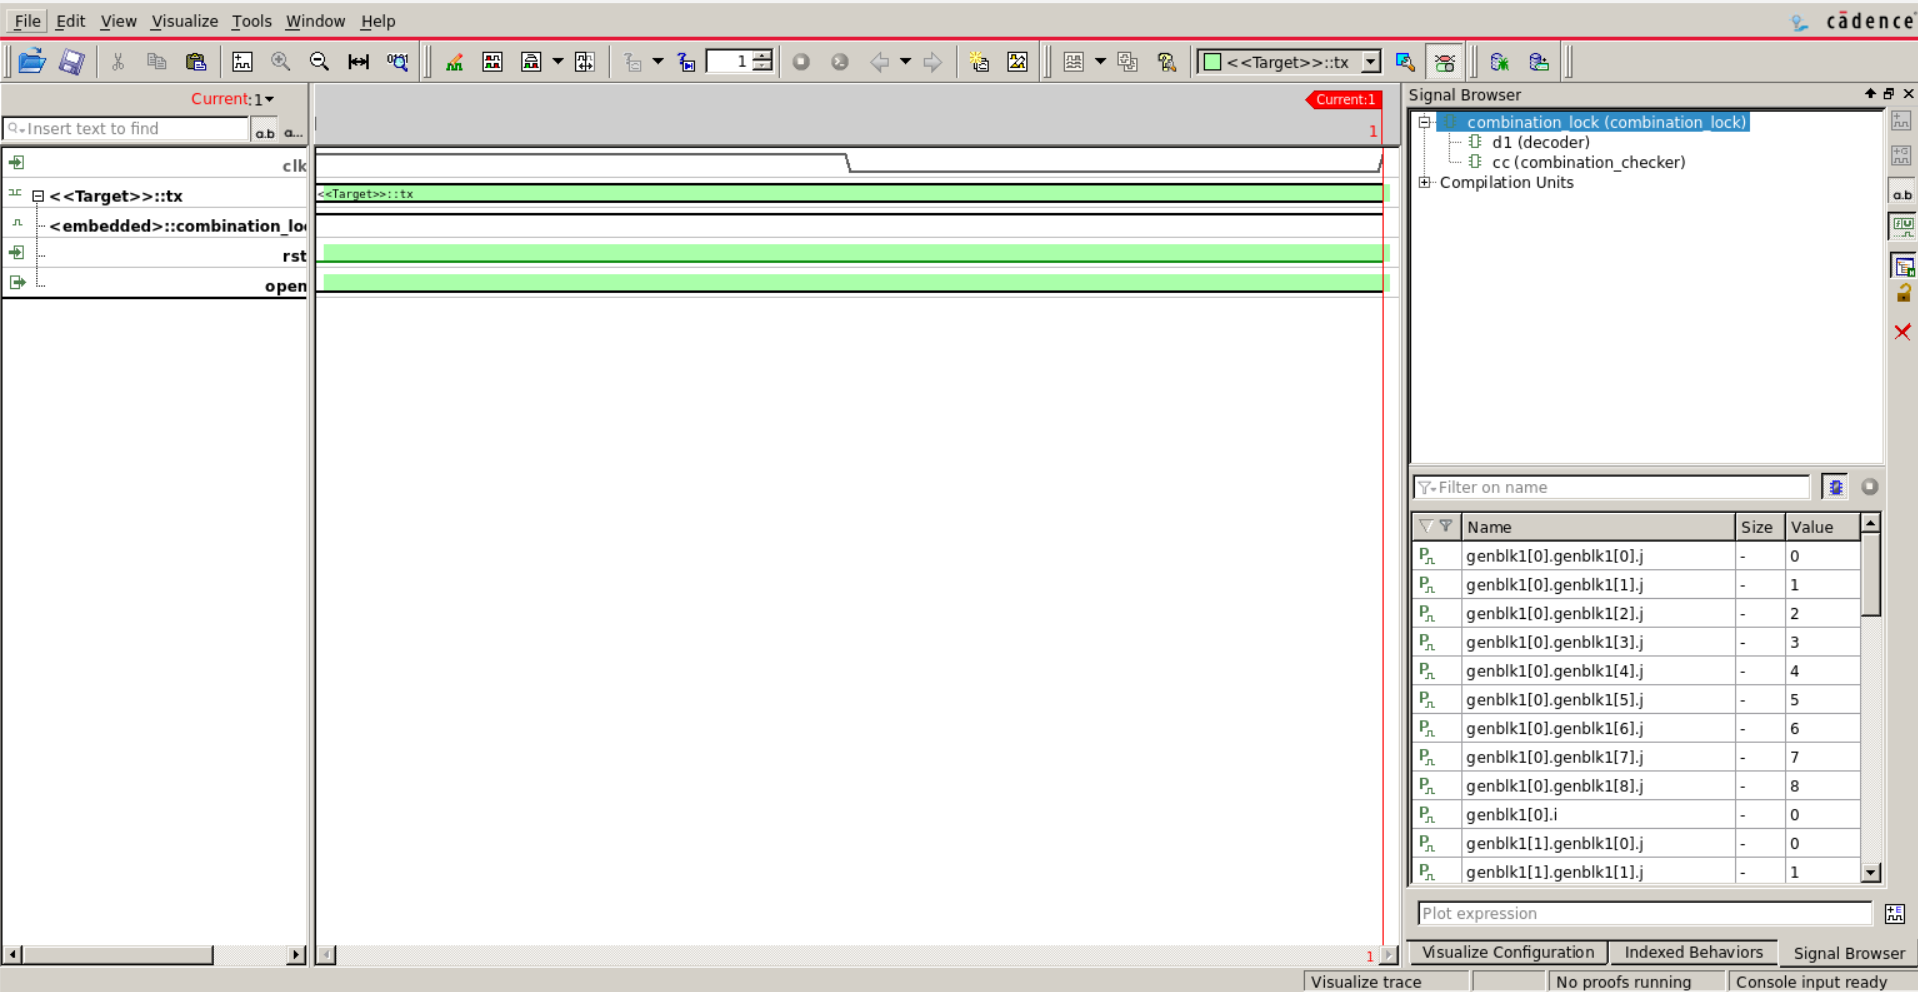 File Edit View Visualize Tools Window Help
cādence
1
<<Target>>::tx
Current:1
Insert text to find
a.b a...
clk
<<Target>>::tx
<embedded>::combination_lo
rst
open
Current:1
1
<<Target>>::tx
1
Signal Browser
combination_lock (combination_lock)
d1 (decoder)
cc (combination_checker)
Compilation Units
a.b
Filter on name
Name Size Value
genblk1[0].genblk1[0].j - 0
genblk1[0].genblk1[1].j - 1
genblk1[0].genblk1[2].j - 2
genblk1[0].genblk1[3].j - 3
genblk1[0].genblk1[4].j - 4
genblk1[0].genblk1[5].j - 5
genblk1[0].genblk1[6].j - 6
genblk1[0].genblk1[7].j - 7
genblk1[0].genblk1[8].j - 8
genblk1[0].i - 0
genblk1[1].genblk1[0].j - 0
genblk1[1].genblk1[1].j - 1
Plot expression
Visualize Configuration Indexed Behaviors Signal Browser
Visualize trace No proofs running Console input ready